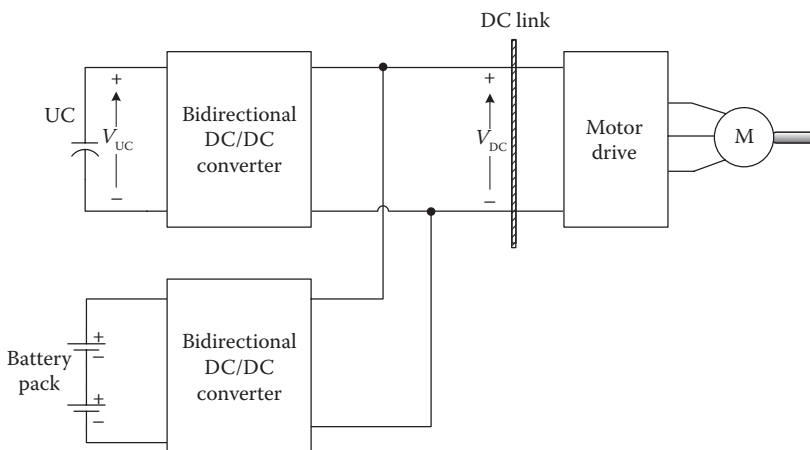 DC link
+
UC
V_UC
−
Bidirectional
DC/DC
converter
+
V_DC
−
Motor
drive
M
Battery
pack
+
−
+
−
Bidirectional
DC/DC
converter